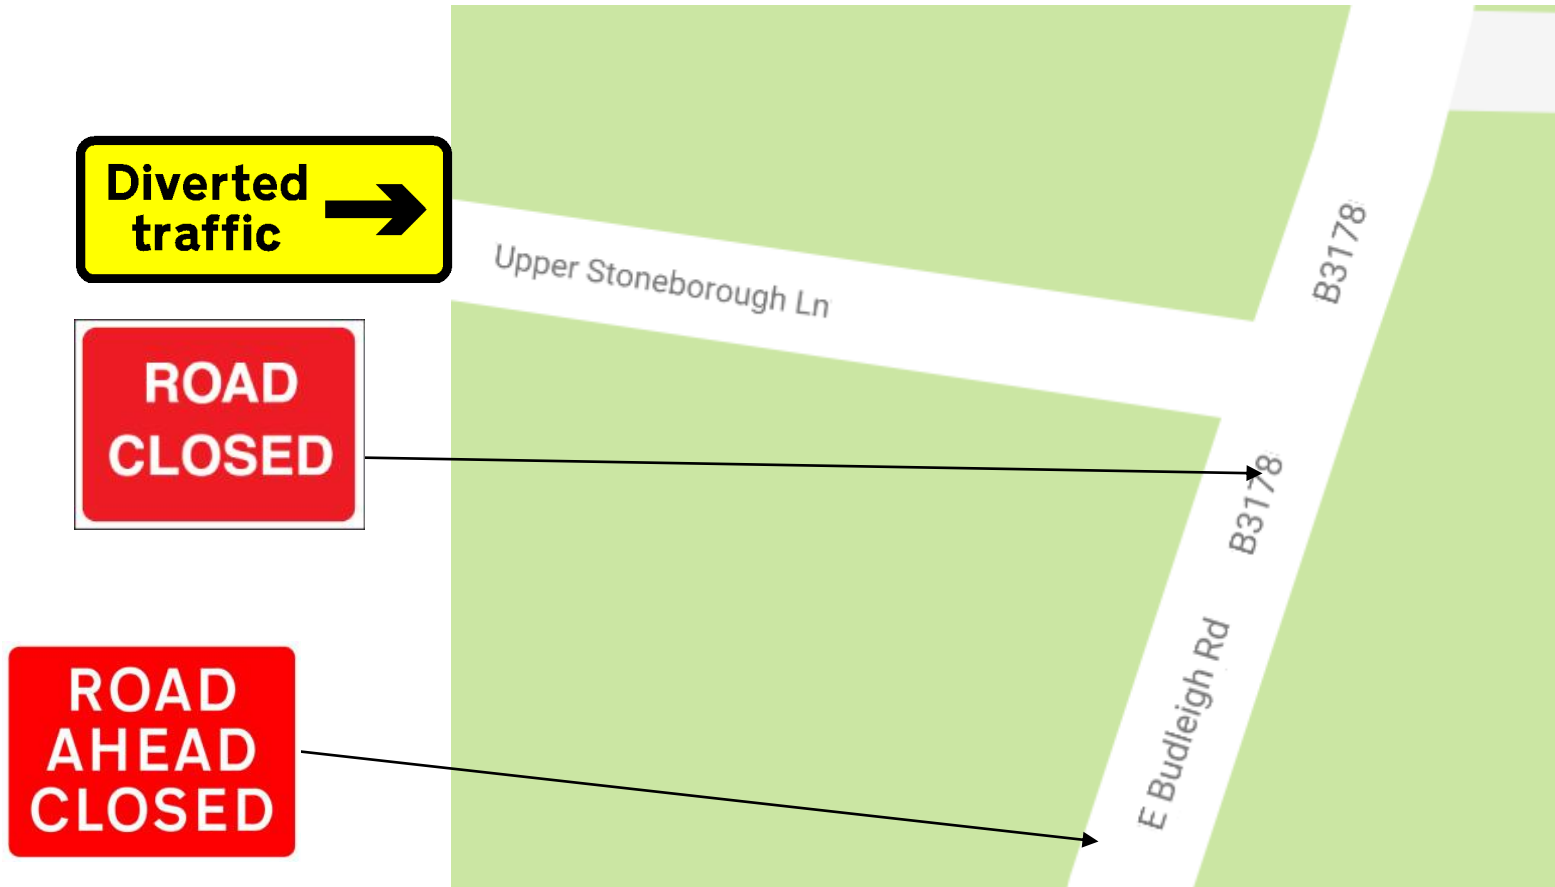 Diverted
traffic
Upper Stoneborough Ln
B3178
ROAD
CLOSED
B3178
E Budleigh Rd
ROAD
AHEAD
CLOSED